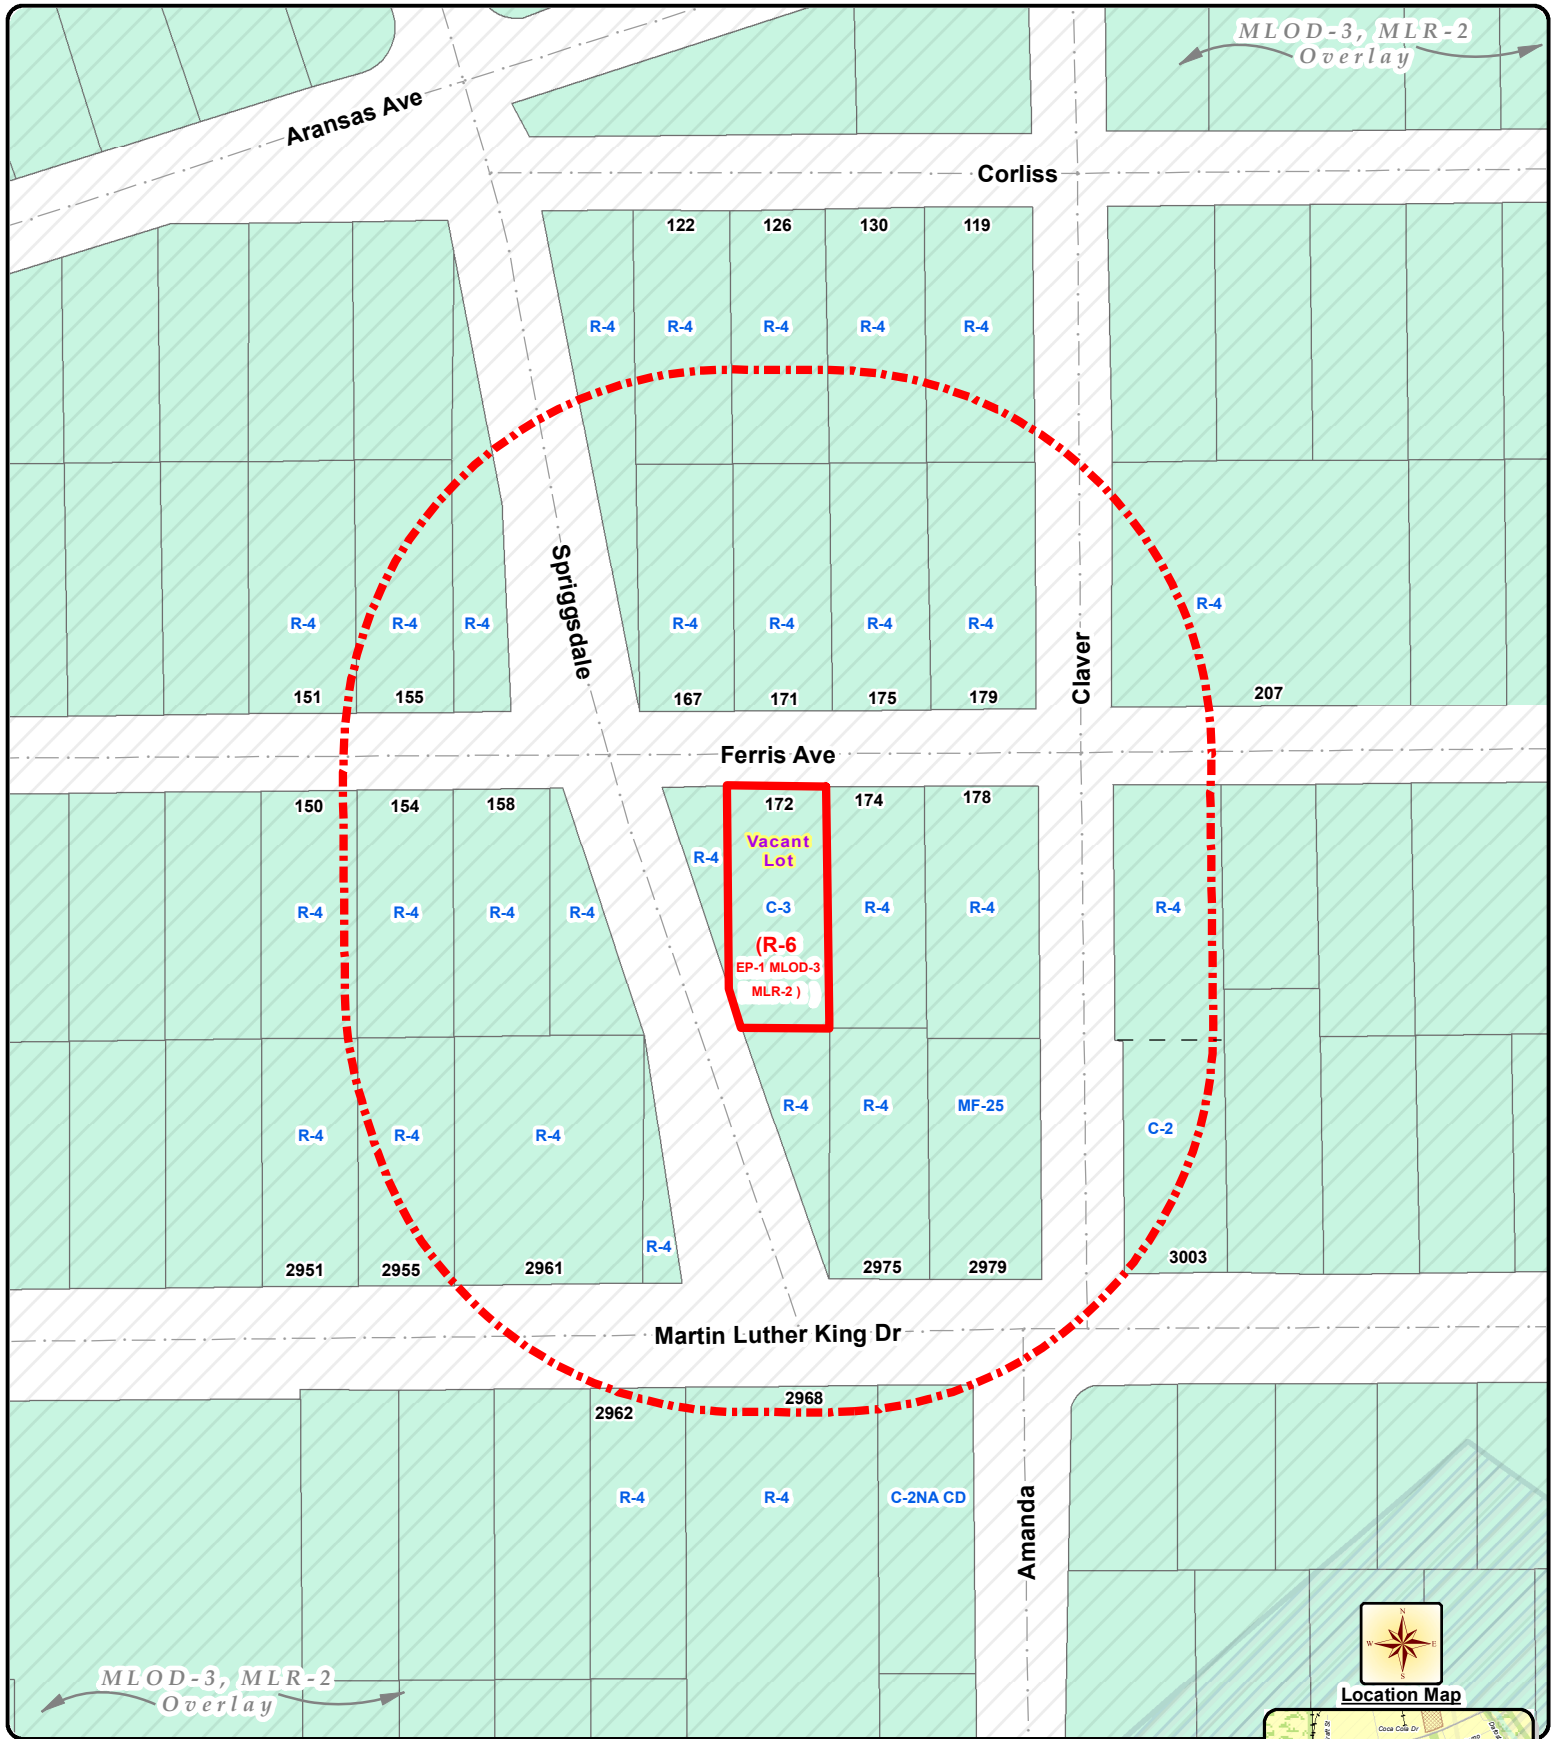 MLOD-3, MLR-2
Overlay
Aransas Ave
Corliss
122 126 130 119
R-4 R-4 R-4 R-4 R-4
Spriggsdale
Claver
R-4
R-4 R-4 R-4 R-4 R-4 R-4 R-4
151 155 167 171 175 179 207
Ferris Ave
150 154 158 172 174 178
Vacant
Lot
R-4
R-4 R-4 R-4 R-4 C-3 R-4 R-4 R-4
(R-6
EP-1 MLOD-3
MLR-2 )
R-4 R-4 MF-25
C-2
R-4 R-4 R-4
R-4
2951 2955 2961 2975 2979 3003
Martin Luther King Dr
2968
2962
R-4 R-4 C-2NA CD
Amanda
N
W E
S
MLOD-3, MLR-2
Overlay
Location Map
Coca Cola Dr